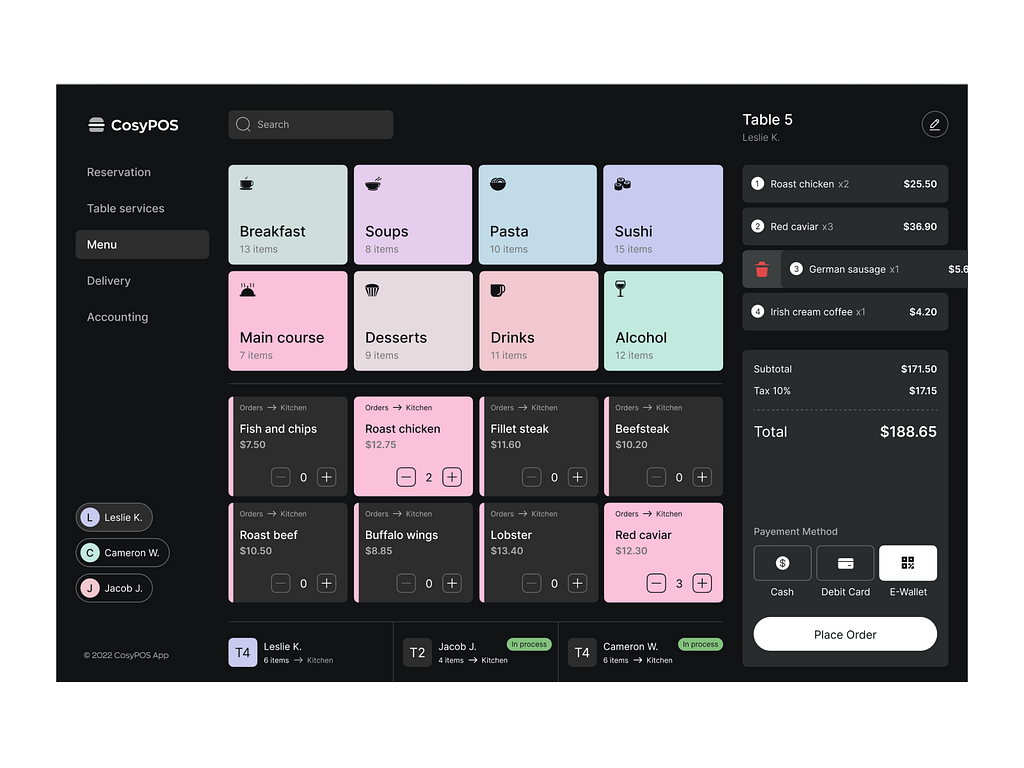 CosyPOS
Search
Reservation
Table services
Menu
Delivery
Accounting
L Leslie K.
C Cameron W.
J Jacob J.
© 2022 CosyPOS App
Breakfast
13 items
Soups
8 items
Pasta
10 items
Sushi
15 items
Main course
7 items
Desserts
9 items
Drinks
11 items
Alcohol
12 items
Orders → Kitchen
Fish and chips
$7.50
0
Orders → Kitchen
Roast chicken
$12.75
2
Orders → Kitchen
Fillet steak
$11.60
0
Orders → Kitchen
Beefsteak
$10.20
0
Orders → Kitchen
Roast beef
$10.50
0
Orders → Kitchen
Buffalo wings
$8.85
0
Orders → Kitchen
Lobster
$13.40
0
Orders → Kitchen
Red caviar
$12.30
3
T4
Leslie K.
6 items → Kitchen
T2
Jacob J.
4 items → Kitchen
In process
T4
Cameron W.
6 items → Kitchen
In process
Table 5
Leslie K.
1 Roast chicken x2 $25.50
2 Red caviar x3 $36.90
3 German sausage x1 $5.6
4 Irish cream coffee x1 $4.20
Subtotal $171.50
Tax 10% $17.15
Total $188.65
Payement Method
$
Cash
Debit Card
E-Wallet
Place Order